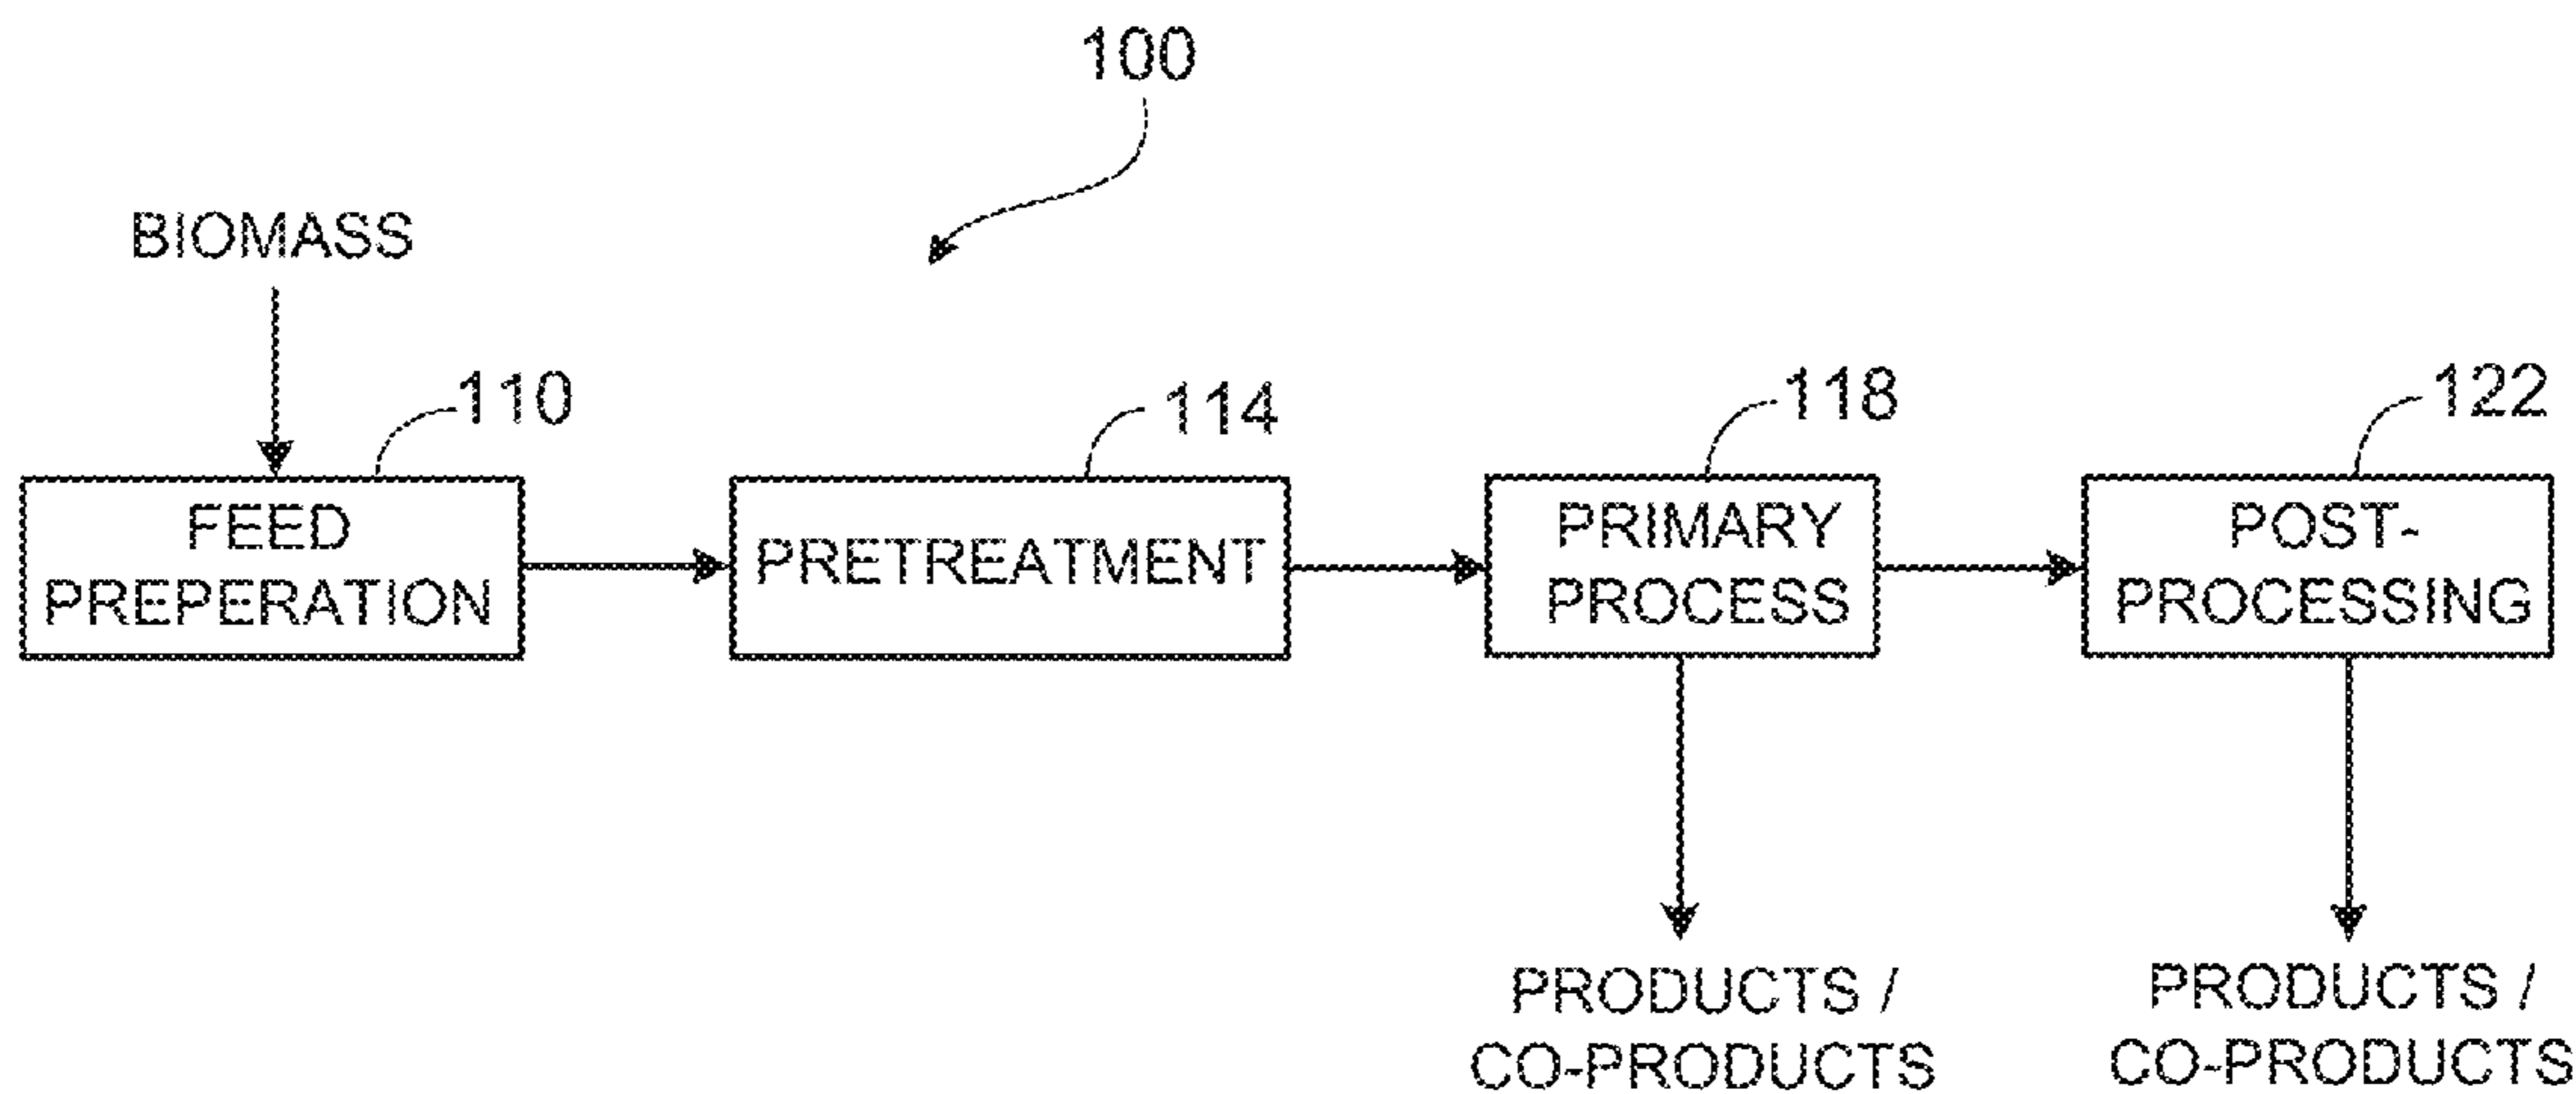 100
BIOMASS
110
114
118
122
FEED
PREPERATION
PRETREATMENT
PRIMARY
PROCESS
POST-
PROCESSING
PRODUCTS /
CO-PRODUCTS
PRODUCTS /
CO-PRODUCTS